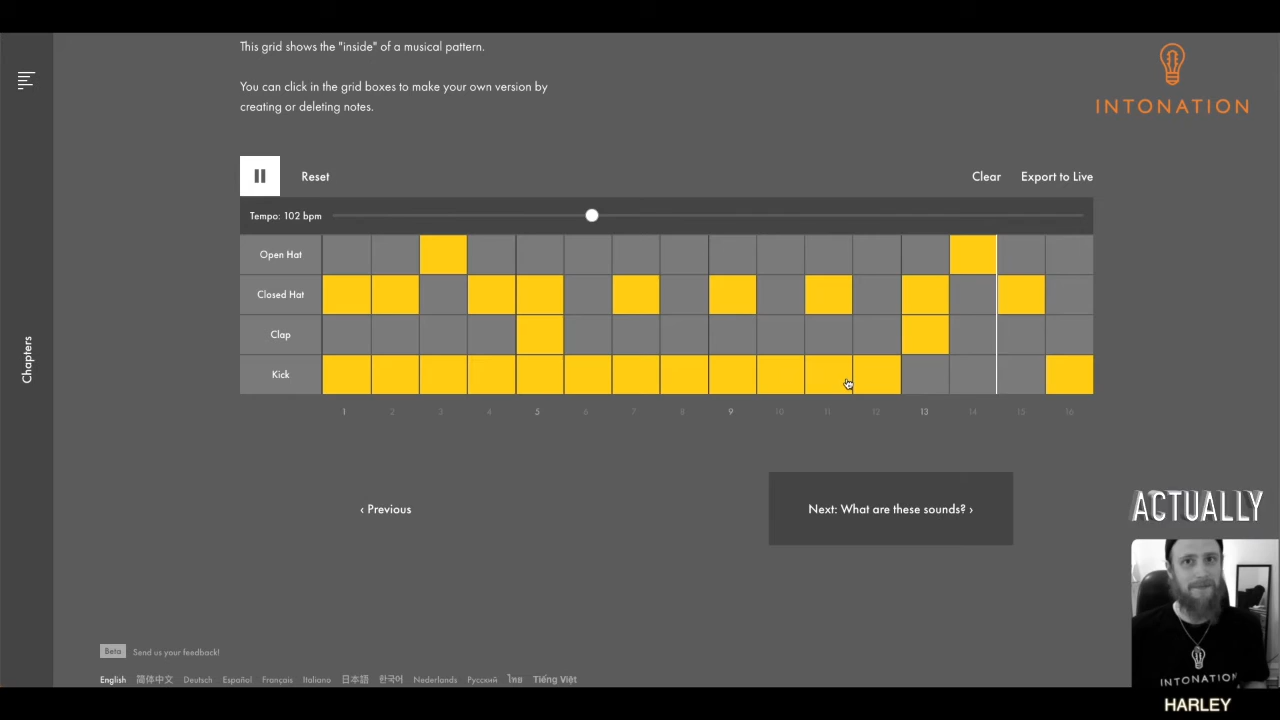 This grid shows the "inside" of a musical pattern.
You can click in the grid boxes to make your own version by
creating or deleting notes.
INTONATION
Reset
Clear
Export to Live
Tempo: 102 bpm
Open Hat
Closed Hat
Clap
Kick
1 2 3 4 5 6 7 8 9 10 11 12 13 14 15 16
Chapters
‹ Previous
Next: What are these sounds? ›
ACTUALLY
INTONATION
HARLEY
Beta Send us your feedback!
English 简体中文 Deutsch Español Français Italiano 日本語 한국어 Nederlands Русский ไทย Tiếng Việt